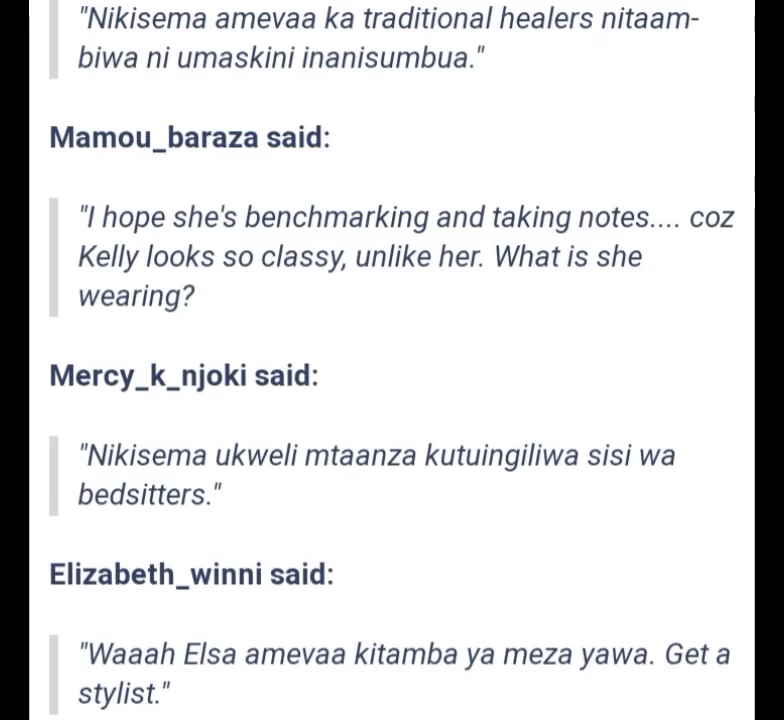 "Nikisema amevaa ka traditional healers nitaam-
biwa ni umaskini inanisumbua."
Mamou_baraza said:
"I hope she's benchmarking and taking notes.... coz
Kelly looks so classy, unlike her. What is she
wearing?
Mercy_k_njoki said:
"Nikisema ukweli mtaanza kutuingiliwa sisi wa
bedsitters."
Elizabeth_winni said:
"Waaah Elsa amevaa kitamba ya meza yawa. Get a
stylist."